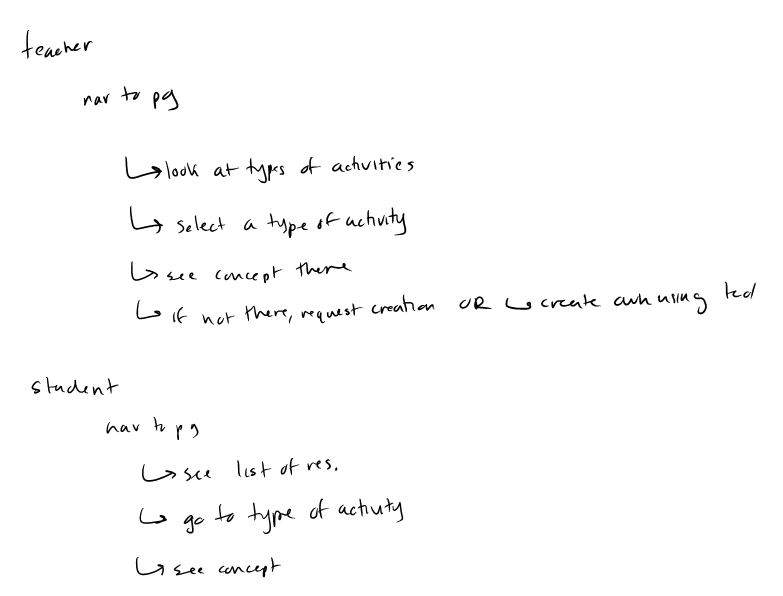 teacher
nav to pg
↳ look at types of activities
↳ select a type of activity
↳ see concept there
↳ if not there, request creation OR ↳ create using
student
nav to pg
↳ see list of res.
↳ go to type of activity
↳ see concept